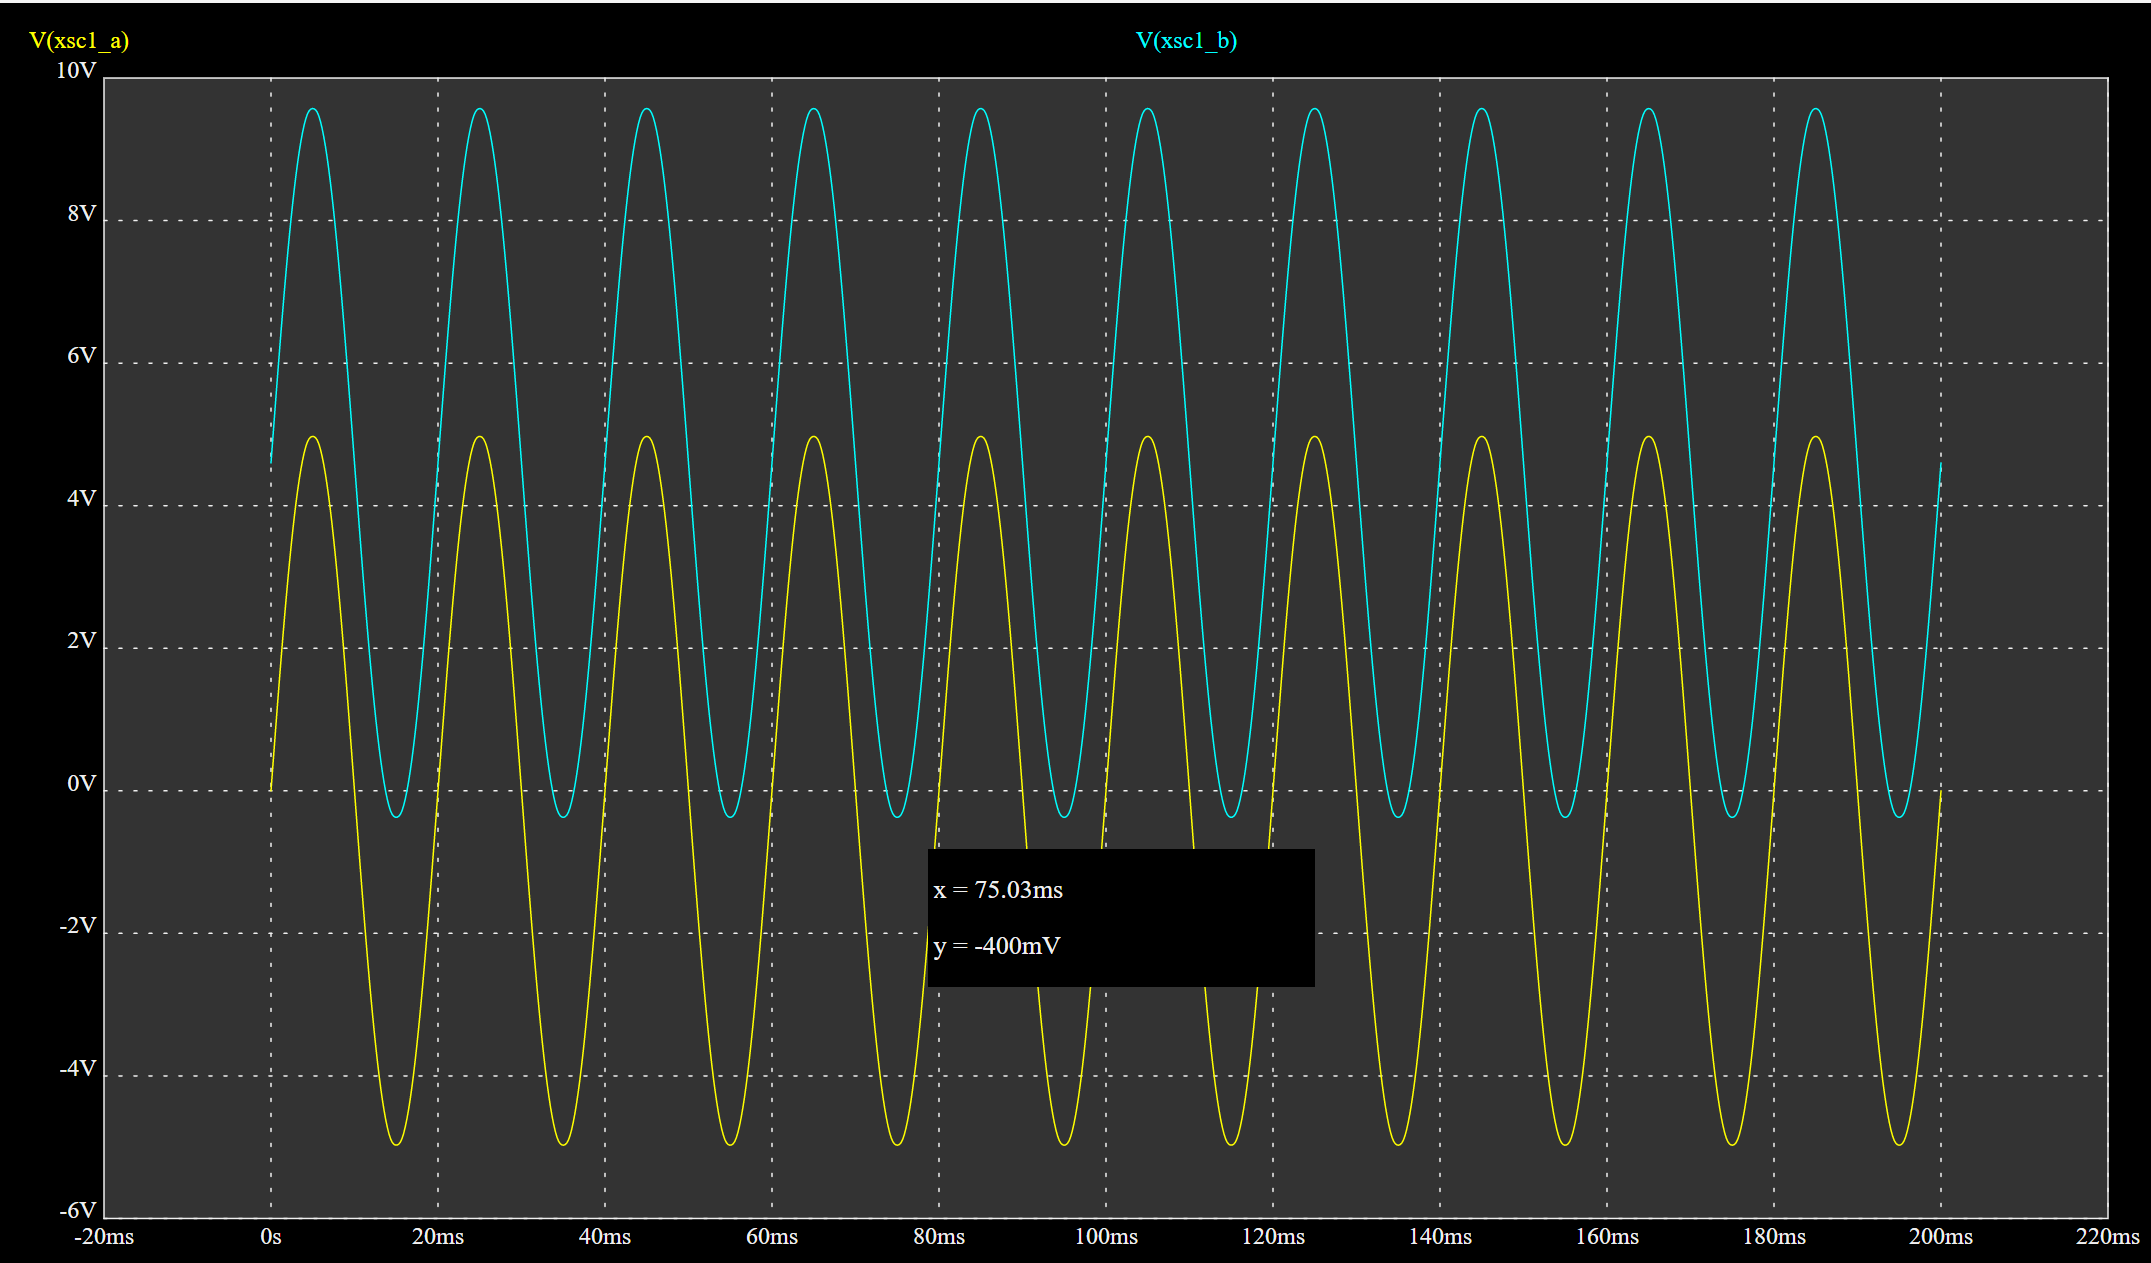 V(xsc1_a) V(xsc1_b)
10V
8V
6V
4V
2V
0V
-2V
-4V
-6V
x = 75.03ms
y = -400mV
-20ms 0s 20ms 40ms 60ms 80ms 100ms 120ms 140ms 160ms 180ms 200ms 220ms